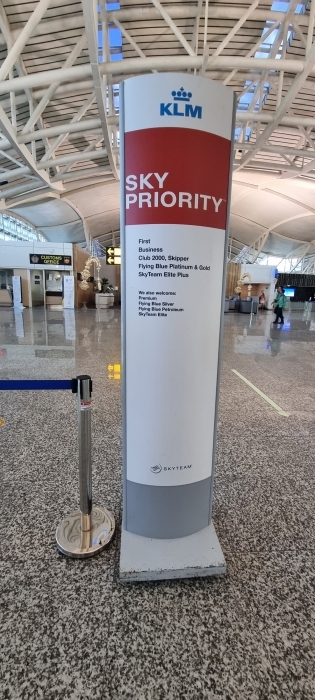 KLM
SKY
PRIORITY™
First
Business
Club 2000, Skipper
Flying Blue Platinum & Gold
SkyTeam Elite Plus
We also welcome:
Premium
Flying Blue Silver
Flying Blue Petroleum
SkyTeam Elite
SKYTEAM
CUSTOMS
OFFICE